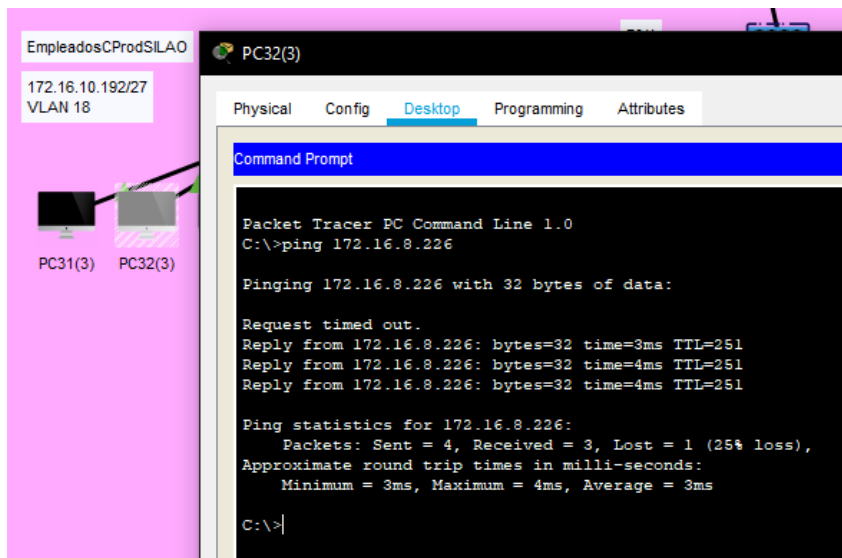 EmpleadosCProdSILAO
172.16.10.192/27
VLAN 18
PC31(3)
PC32(3)
PC32(3)
Physical Config Desktop Programming Attributes
Command Prompt
Packet Tracer PC Command Line 1.0
C:\>ping 172.16.8.226
Pinging 172.16.8.226 with 32 bytes of data:
Request timed out.
Reply from 172.16.8.226: bytes=32 time=3ms TTL=251
Reply from 172.16.8.226: bytes=32 time=4ms TTL=251
Reply from 172.16.8.226: bytes=32 time=4ms TTL=251
Ping statistics for 172.16.8.226:
Packets: Sent = 4, Received = 3, Lost = 1 (25% loss),
Approximate round trip times in milli-seconds:
Minimum = 3ms, Maximum = 4ms, Average = 3ms
C:\>